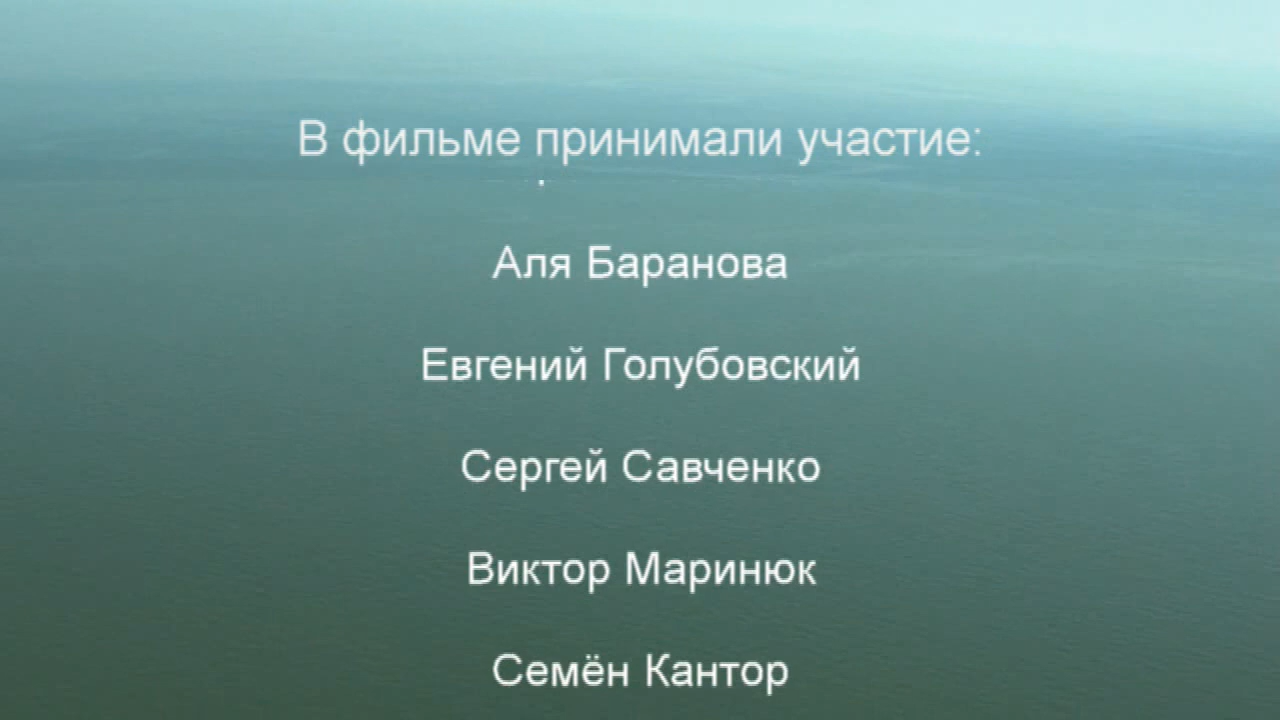 В фильме принимали участие:
Аля Баранова
Евгений Голубовский
Сергей Савченко
Виктор Маринюк
Семён Кантор